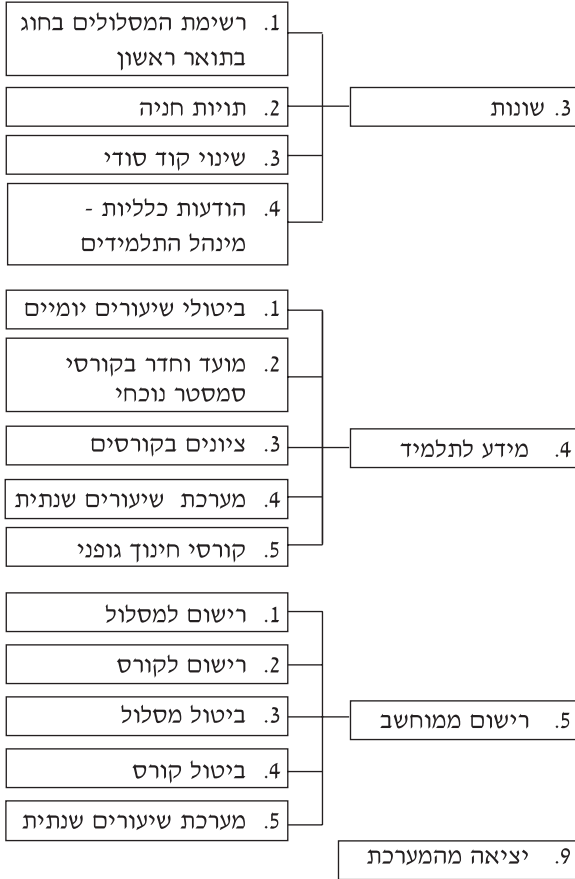 3. שונות
1. רשימת המסלולים בחוג
בתואר ראשון
2. תויות חניה
3. שינוי קוד סודי
4. הודעות כלליות -
מינהל התלמידים
4. מידע לתלמיד
1. ביטולי שיעורים יומיים
2. מועד וחדר בקורסי
סמסטר נוכחי
3. ציונים בקורסים
4. מערכת שיעורים שנתית
5. קורסי חינוך גופני
5. רישום ממוחשב
1. רישום למסלול
2. רישום לקורס
3. ביטול מסלול
4. ביטול קורס
5. מערכת שיעורים שנתית
9. יציאה מהמערכת